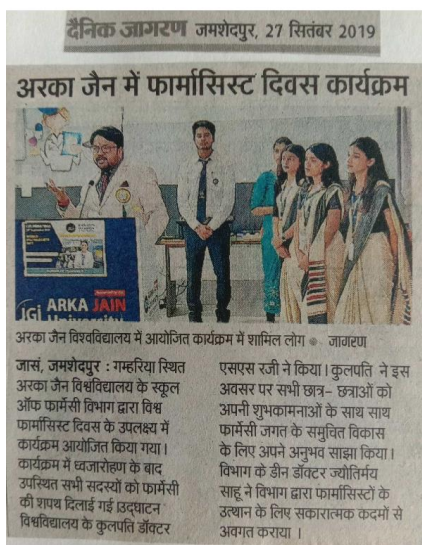 दैनिक जागरण जमशेदपुर, 27 सितंबर 2019
अरका जैन में फार्मासिस्ट दिवस कार्यक्रम
ARKA JAIN
University
अरका जैन विश्वविद्यालय में आयोजित कार्यक्रम में शामिल लोग ● जागरण
जासं, जमशेदपुर : गम्हरिया स्थित
अरका जैन विश्वविद्यालय के स्कूल
ऑफ फार्मेसी विभाग द्वारा विश्व
फार्मासिस्ट दिवस के उपलक्ष्य में
कार्यक्रम आयोजित किया गया।
कार्यक्रम में ध्वजारोहण के बाद
उपस्थित सभी सदस्यों को फार्मेसी
की शपथ दिलाई गई।उद्घाटन
विश्वविद्यालय के कुलपति डॉक्टर
एसएस रजी ने किया। कुलपति ने इस
अवसर पर सभी छात्र- छात्राओं को
अपनी शुभकामनाओं के साथ साथ
फार्मेसी जगत के समुचित विकास
के लिए अपने अनुभव साझा किया।
विभाग के डीन डॉक्टर ज्योतिर्मय
साहू ने विभाग द्वारा फार्मासिस्टों के
उत्थान के लिए सकारात्मक कदमों से
अवगत कराया ।